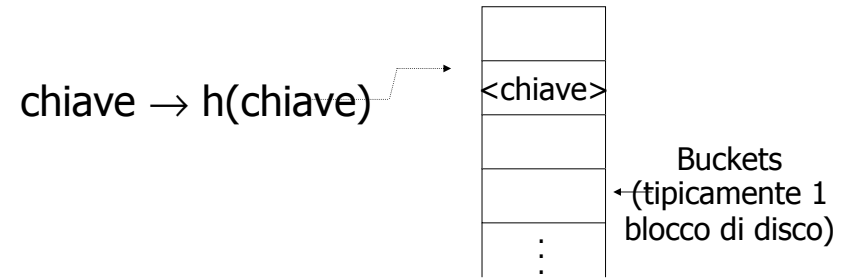 chiave → h(chiave)
<chiave>
Buckets
(tipicamente 1
blocco di disco)